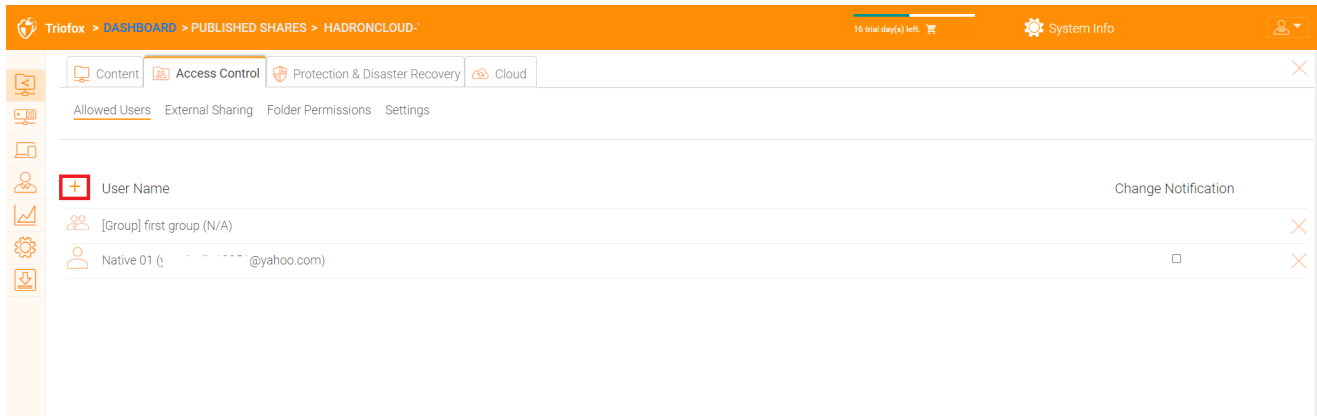 Triofox > DASHBOARD > PUBLISHED SHARES > HADRONCLOUD-'
16 trial day(s) left.
System Info
Content Access Control Protection & Disaster Recovery Cloud
Allowed Users External Sharing Folder Permissions Settings
+ User Name Change Notification
[Group] first group (N/A)
Native 01 ( @yahoo.com)